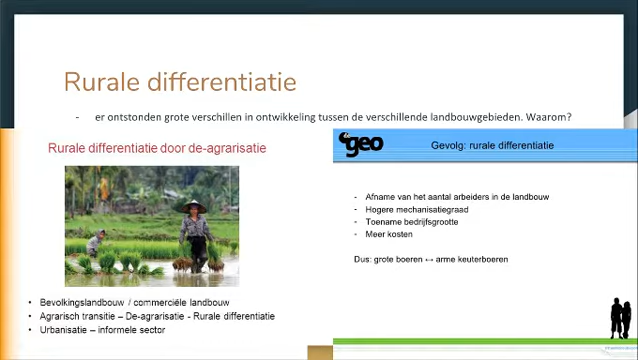 Rurale differentiatie
- er ontstonden grote verschillen in ontwikkeling tussen de verschillende landbouwgebieden. Waarom?
Rurale differentiatie door de-agrarisatie
• Bevolkingslandbouw / commerciële landbouw
• Agrarisch transitie – De-agrarisatie - Rurale differentiatie
• Urbanisatie – informele sector
de geo
Gevolg: rurale differentiatie
- Afname van het aantal arbeiders in de landbouw
- Hogere mechanisatiegraad
- Toename bedrijfsgrootte
- Meer kosten
Dus: grote boeren ↔ arme keuterboeren